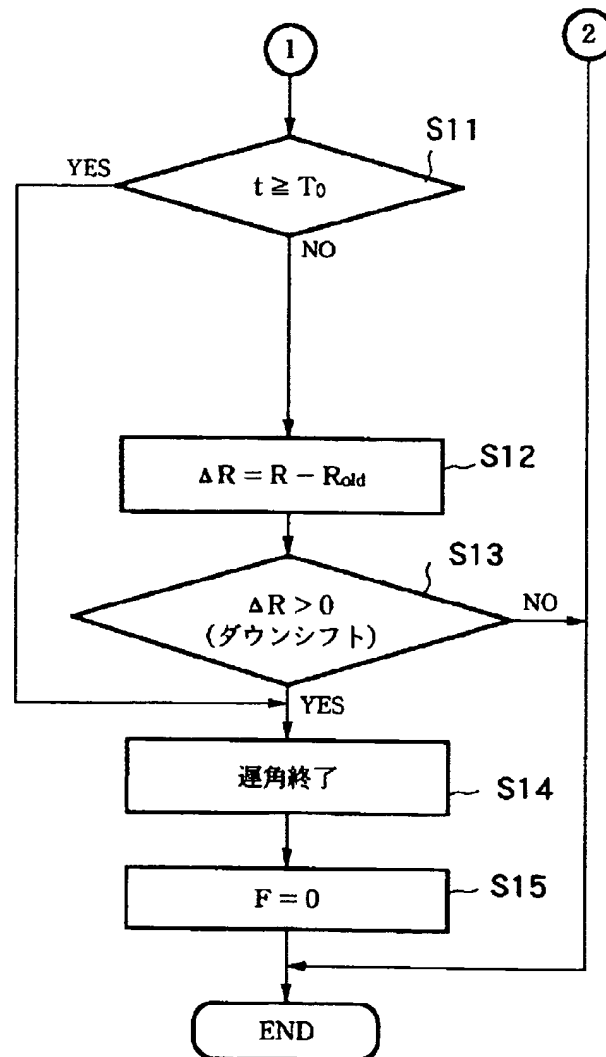 1
2
S11
YES
t ≧ T₀
NO
ΔR = R − Rold
S12
S13
ΔR > 0
NO
(ダウンシフト)
YES
遅角終了
S14
F = 0
S15
END